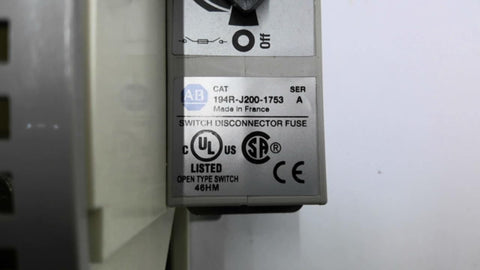 Off
AB
CAT SER
194R-J200-1753 A
Made in France
SWITCH DISCONNECTOR FUSE
C UL US SA
LISTED
CE
OPEN TYPE SWITCH
46HM